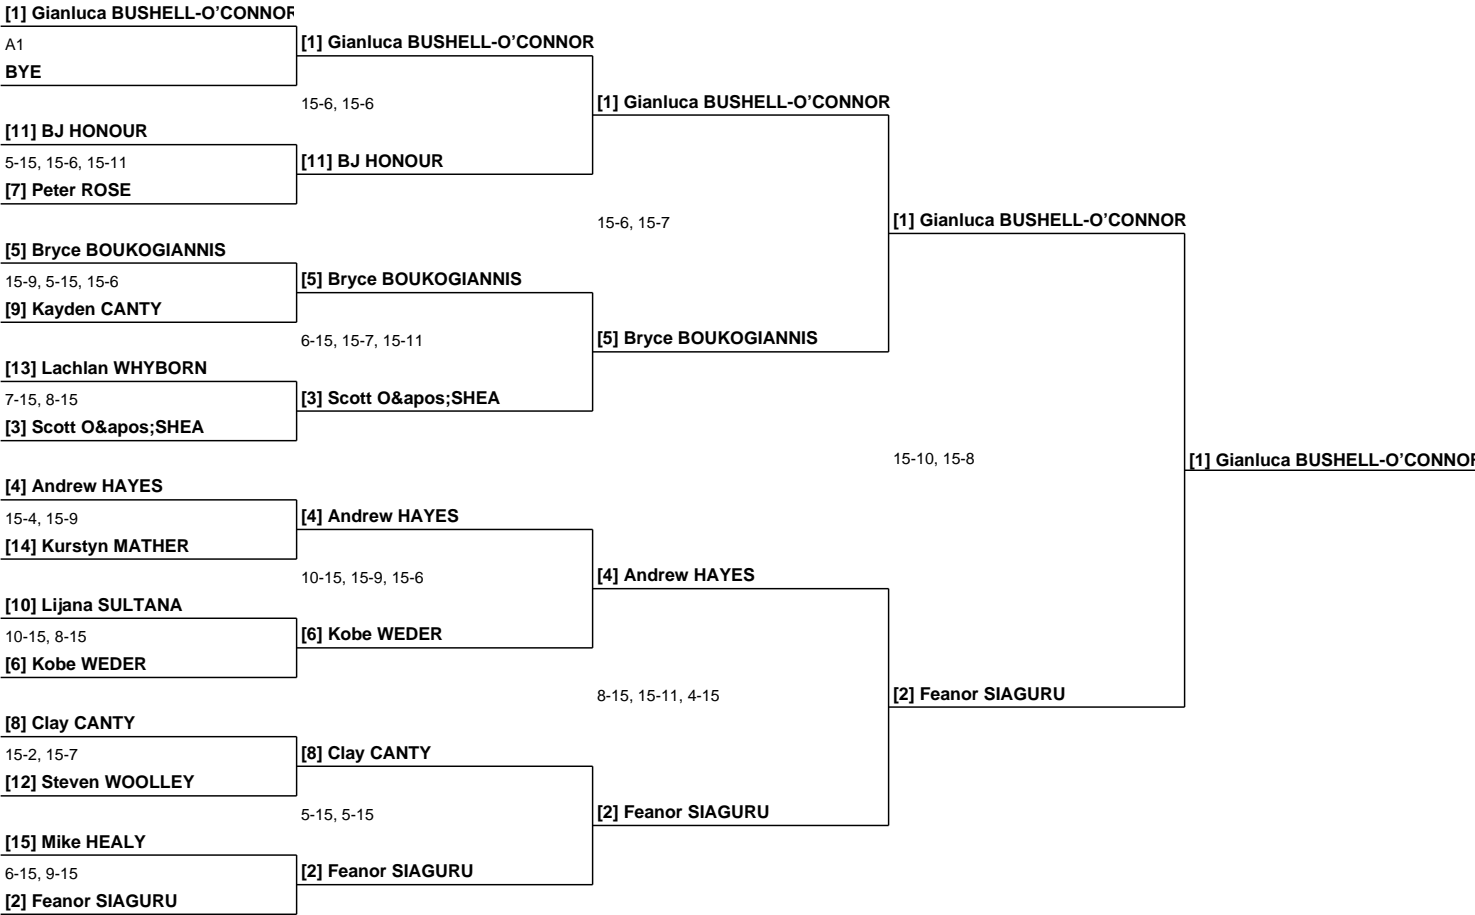 [1] Gianluca BUSHELL-O'CONNOR
A1
BYE
[11] BJ HONOUR
5-15, 15-6, 15-11
[7] Peter ROSE
[5] Bryce BOUKOGIANNIS
15-9, 5-15, 15-6
[9] Kayden CANTY
[13] Lachlan WHYBORN
7-15, 8-15
[3] Scott O&apos;SHEA
[4] Andrew HAYES
15-4, 15-9
[14] Kurstyn MATHER
[10] Lijana SULTANA
10-15, 8-15
[6] Kobe WEDER
[8] Clay CANTY
15-2, 15-7
[12] Steven WOOLLEY
[15] Mike HEALY
6-15, 9-15
[2] Feanor SIAGURU
[1] Gianluca BUSHELL-O'CONNOR
15-6, 15-6
[11] BJ HONOUR
[5] Bryce BOUKOGIANNIS
6-15, 15-7, 15-11
[3] Scott O&apos;SHEA
[4] Andrew HAYES
10-15, 15-9, 15-6
[6] Kobe WEDER
[8] Clay CANTY
5-15, 5-15
[2] Feanor SIAGURU
[1] Gianluca BUSHELL-O'CONNOR
15-6, 15-7
[5] Bryce BOUKOGIANNIS
[4] Andrew HAYES
8-15, 15-11, 4-15
[2] Feanor SIAGURU
[1] Gianluca BUSHELL-O'CONNOR
15-10, 15-8
[2] Feanor SIAGURU
[1] Gianluca BUSHELL-O'CONNOR